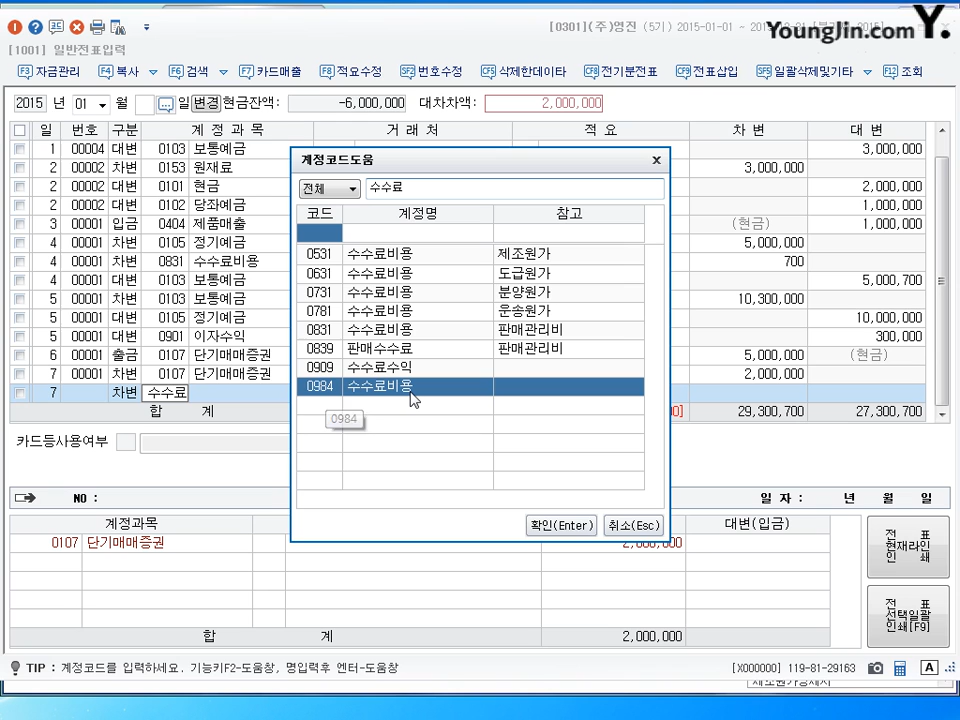 [0301](주)영진 (5기) 2015-01-01
YoungJin.com Y.
[1001] 일반전표입력
F3 자금관리 F4 복사 F6 검색 F7 카드매출 F8 적요수정 SF2 번호수정 CF5 삭제한데이타 CF8 전기분전표 CF9 전표삽입 SF5 일괄삭제및기타 F12 조회
2015 년 01 월 일 변경 현금잔액: -6,000,000 대차차액: 2,000,000
일 번호 구분 계 정 과 목 거 래 처 적 요 차 변 대 변
1 00004 대변 0103 보통예금 3,000,000
2 00002 차변 0153 원재료 3,000,000
2 00002 대변 0101 현금 2,000,000
2 00002 대변 0102 당좌예금 1,000,000
3 00001 입금 0404 제품매출 (현금) 1,000,000
4 00001 차변 0105 정기예금 5,000,000
4 00001 차변 0831 수수료비용 700
4 00001 대변 0103 보통예금 5,000,700
5 00001 차변 0103 보통예금 10,300,000
5 00001 대변 0105 정기예금 10,000,000
5 00001 대변 0901 이자수익 300,000
6 00001 출금 0107 단기매매증권 5,000,000 (현금)
7 00001 차변 0107 단기매매증권 2,000,000
7 차변 수수료
합 계 29,300,700 27,300,700
계정코드도움
전체 수수료
코드 계정명 참고
0531 수수료비용 제조원가
0631 수수료비용 도급원가
0731 수수료비용 분양원가
0781 수수료비용 운송원가
0831 수수료비용 판매관리비
0839 판매수수료 판매관리비
0909 수수료수익
0984 수수료비용
0984
확인(Enter) 취소(Esc)
카드등사용여부
NO : 일 자 : 년 월 일
계정과목 대변(입금)
0107 단기매매증권 2,000,000
합 계 2,000,000
전 표
현재라인
인 쇄
전 표
선택일괄
인쇄[F9]
TIP : 계정코드를 입력하세요. 기능키F2-도움창, 명입력후 엔터-도움창
[X000000] 119-81-29163 A